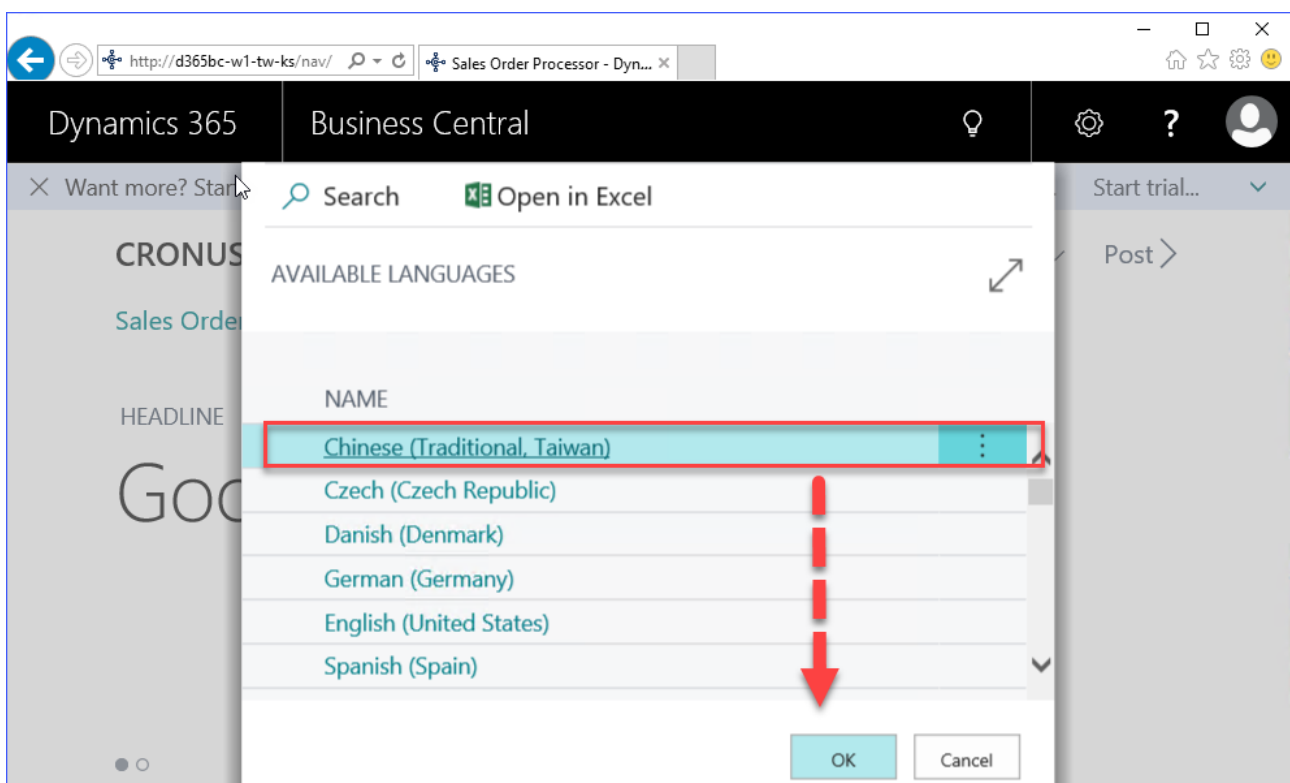 http://d365bc-w1-tw-ks/nav/
Sales Order Processor - Dyn...
Dynamics 365
Business Central
?
Want more? Start
Start trial...
Search
Open in Excel
CRONUS
Post
AVAILABLE LANGUAGES
Sales Order
NAME
HEADLINE
Chinese (Traditional, Taiwan)
Goo
Czech (Czech Republic)
Danish (Denmark)
German (Germany)
English (United States)
Spanish (Spain)
OK
Cancel